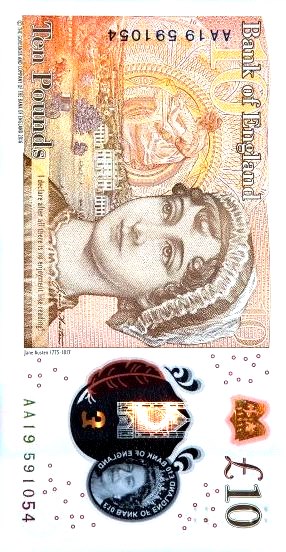 Bank of England
AA19 591054
Ten Pounds
I declare after all there is no enjoyment like reading!
Jane Austen 1775-1817
© THE GOVERNOR AND COMPANY OF THE BANK OF ENGLAND 2016
£10
£10 BANK OF ENGLAND
£10 BANK OF ENGLAND
AA19 591054